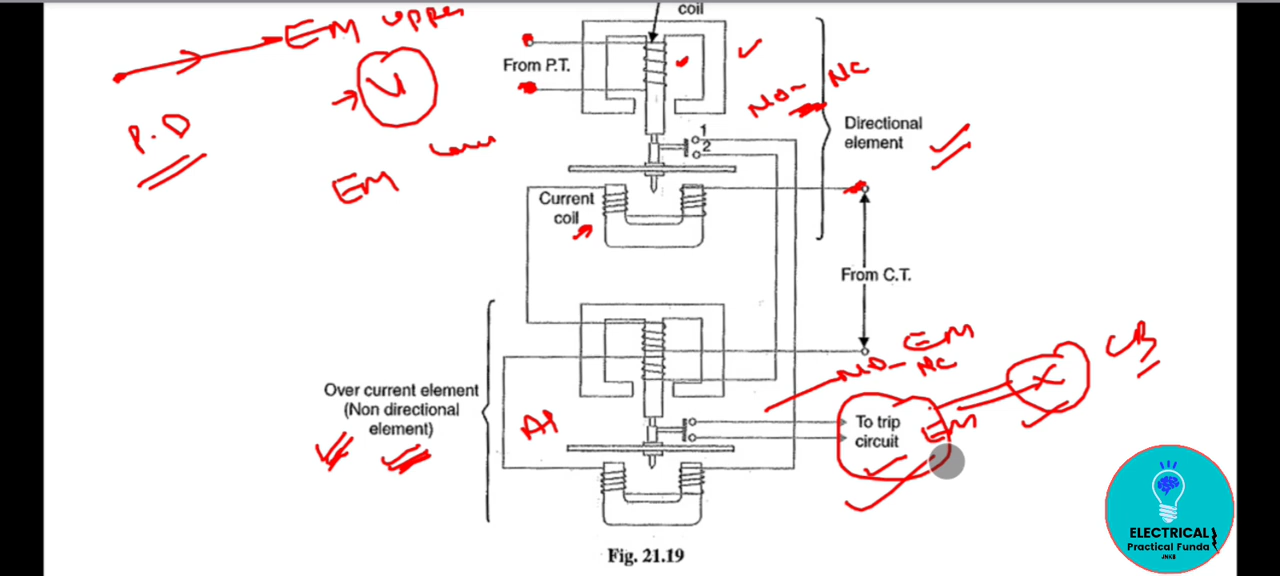 coil
EM upper
From P.T.
V
NO- NC
P.D
Directional
element
1
2
Lower
EM
Current
coil
From C.T.
EM
NO- NC
CB
X
Over current element
(Non directional
element)
To trip
circuit
EM
Fig. 21.19
ELECTRICAL
Practical Funda